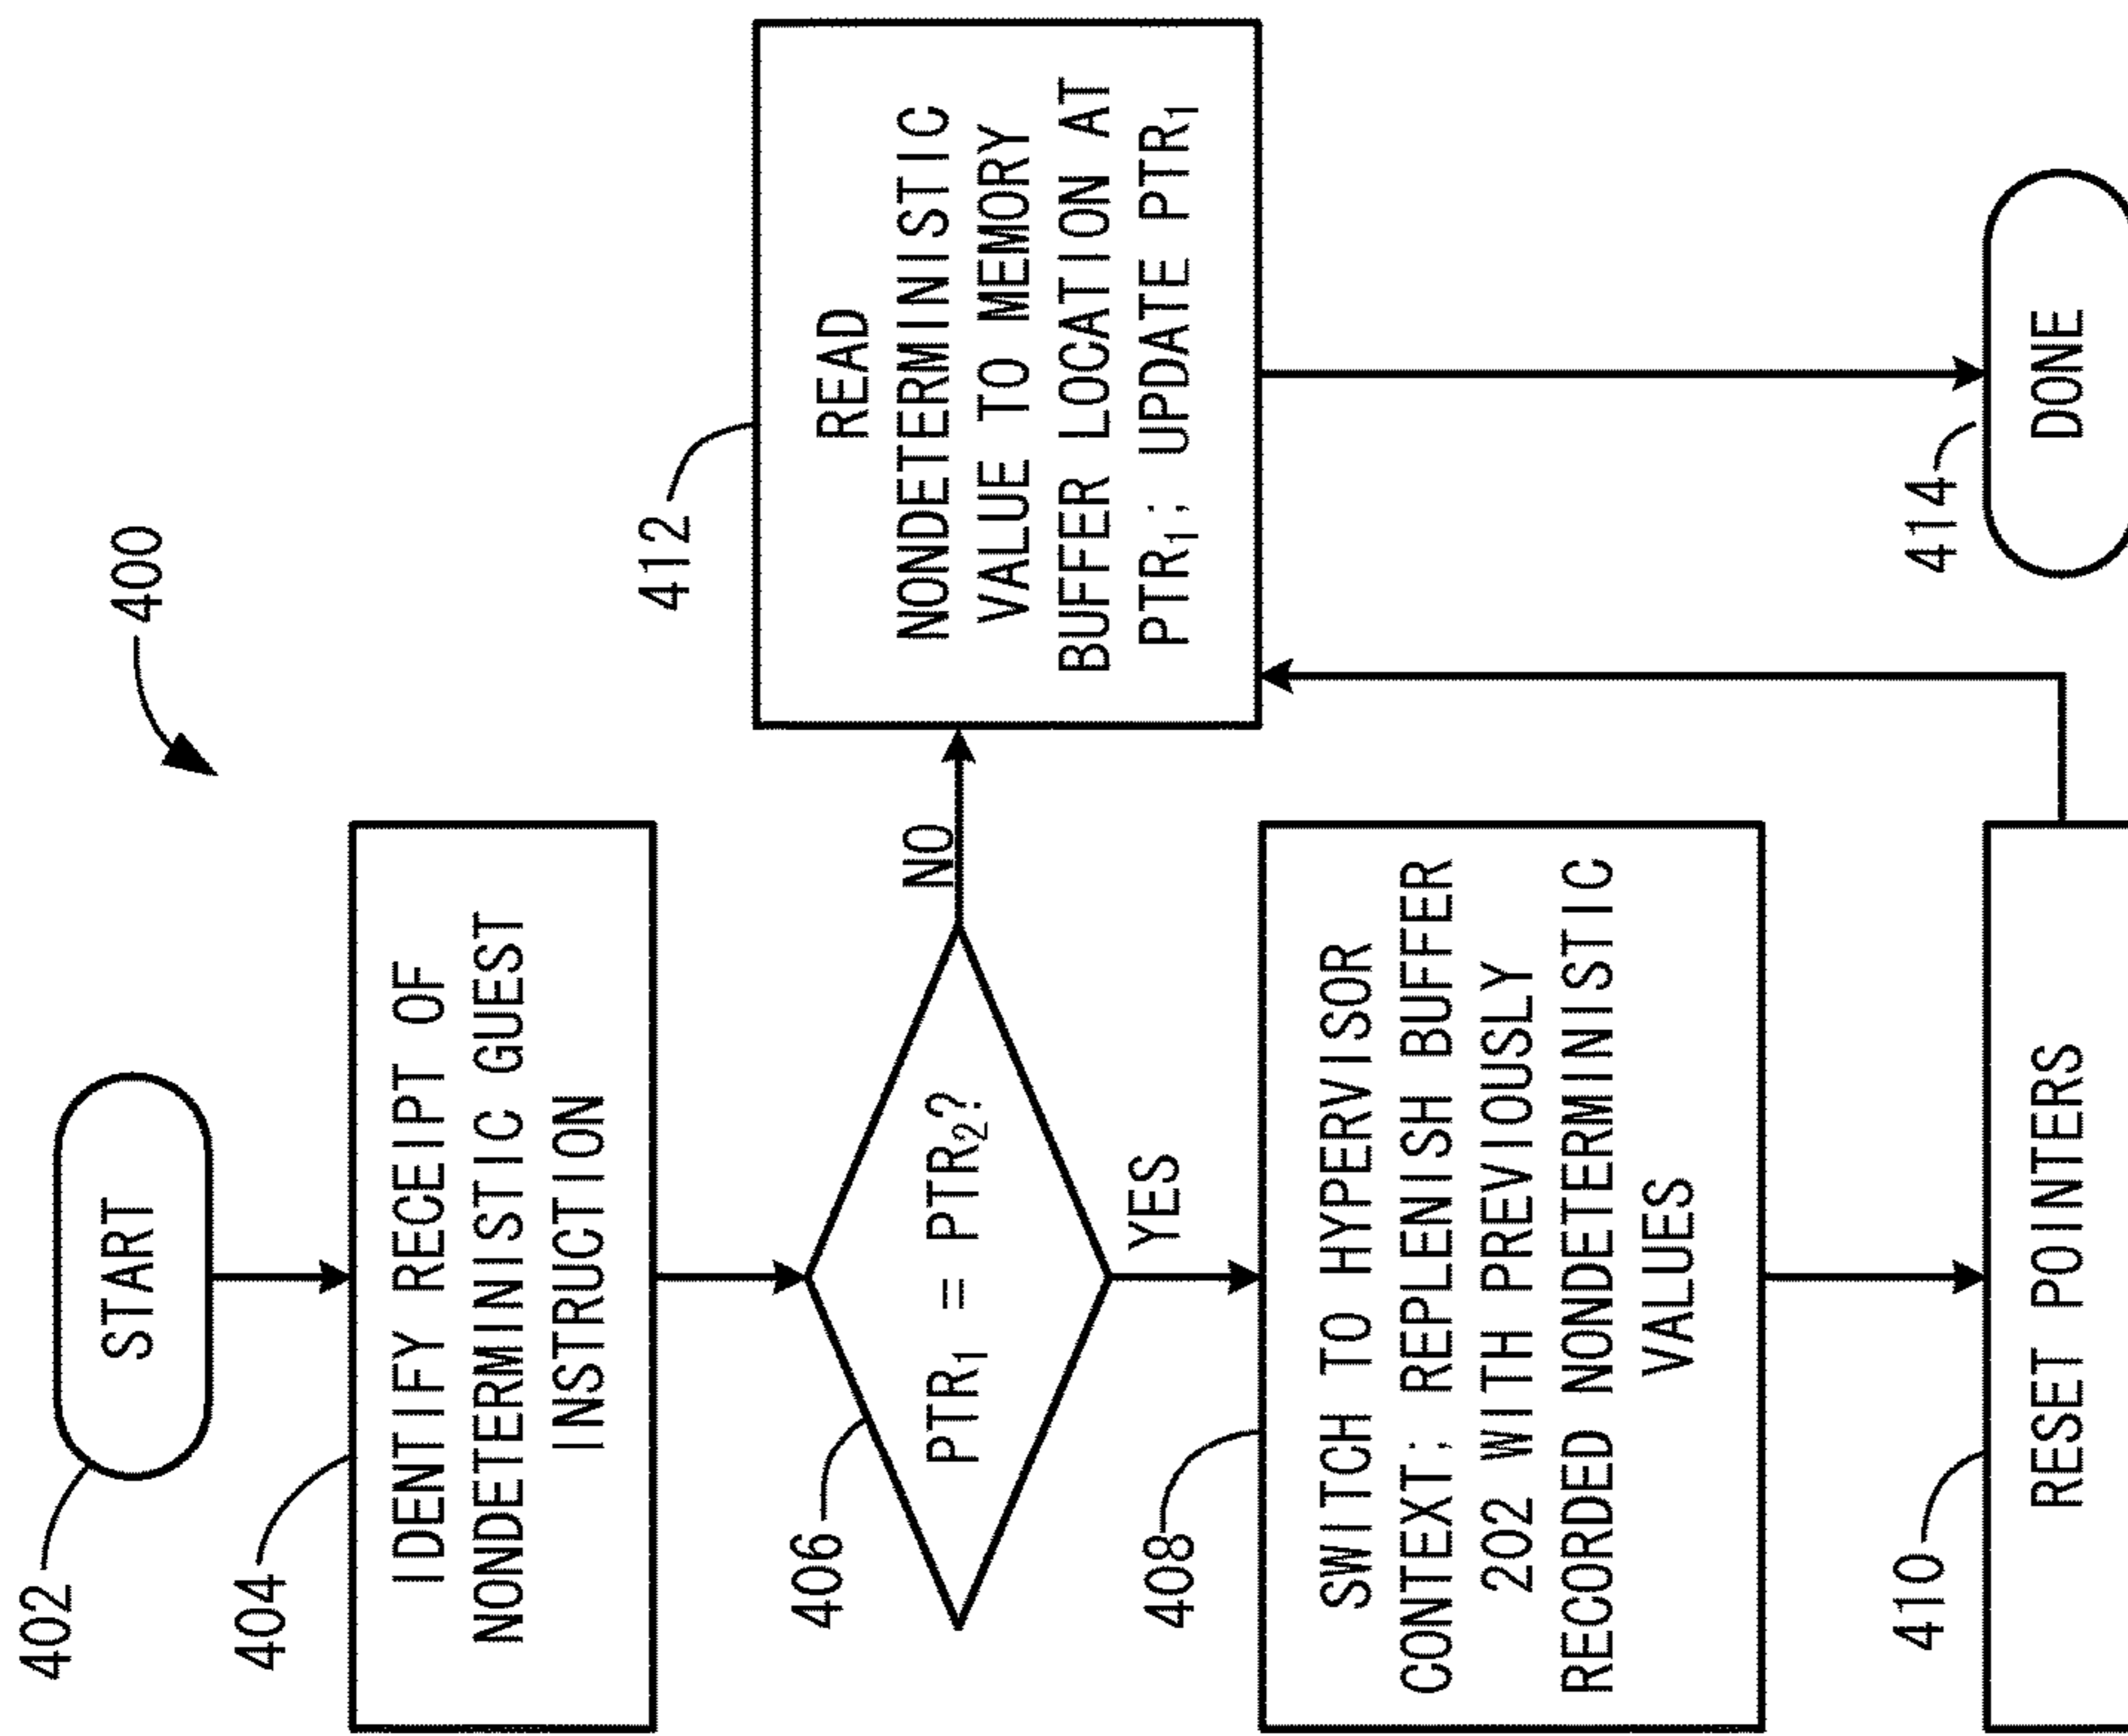 400
402
START
404
IDENTIFY RECEIPT OF
NONDETERMINISTIC GUEST
INSTRUCTION
406
PTR₁ = PTR₂?
NO
YES
408
SWITCH TO HYPERVISOR
CONTEXT; REPLENISH BUFFER
202 WITH PREVIOUSLY
RECORDED NONDETERMINISTIC
VALUES
410
RESET POINTERS
412
READ
NONDETERMINISTIC
VALUE TO MEMORY
BUFFER LOCATION AT
PTR₁; UPDATE PTR₁
414
DONE